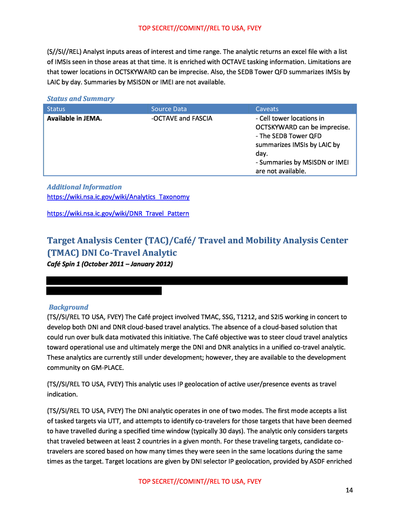 TOP SECRET//COMINT//REL TO USA, FVEY
(S//SI//REL) Analyst inputs areas of interest and time range. The analytic returns an excel file with a
list of IMSIs seen in those areas at that time. It is enriched with OCTAVE tasking information. Limitations are
that tower locations in OCTSKYWARD can be imprecise. Also, the SEDB Tower QFD summarizes IMSIs by
LAIC by day. Summaries by MSISDN or IMEI are not available.
Status and Summary
Status Source Data Caveats
Available in JEMA. -OCTAVE and FASCIA - Cell tower locations in
OCTSKYWARD can be imprecise.
- The SEDB Tower QFD
summarizes IMSIs by LAIC by
day.
- Summaries by MSISDN or IMEI
are not available.
Additional Information
https://wiki.nsa.ic.gov/wiki/Analytics_Taxonomy
https://wiki.nsa.ic.gov/wiki/DNR_Travel_Pattern
Target Analysis Center (TAC)/Café/ Travel and Mobility Analysis Center
(TMAC) DNI Co-Travel Analytic
Café Spin 1 (October 2011 – January 2012)
Background
(TS//SI/REL TO USA, FVEY) The Café project involved TMAC, SSG, T1212, and S2I5 working in concert to
develop both DNI and DNR cloud-based travel analytics. The absence of a cloud-based solution that
could run over bulk data motivated this initiative. The Café objective was to steer cloud travel analytics
toward operational use and ultimately merge the DNI and DNR analytics in a unified co-travel analytic.
These analytics are currently still under development; however, they are available to the development
community on GM-PLACE.
(TS//SI/REL TO USA, FVEY) This analytic uses IP geolocation of active user/presence events as travel
indication.
(TS//SI/REL TO USA, FVEY) The DNI analytic operates in one of two modes. The first mode accepts a list
of tasked targets via UTT, and attempts to identify co-travelers for those targets that have been deemed
to have travelled during a specified time window (typically 30 days). The analytic only considers targets
that traveled between at least 2 countries in a given month. For these traveling targets, candidate co-
travelers are scored based on how many times they were seen in the same locations during the same
times as the target. Target locations are given by DNI selector IP geolocation, provided by ASDF enriched
TOP SECRET//COMINT//REL TO USA, FVEY
14